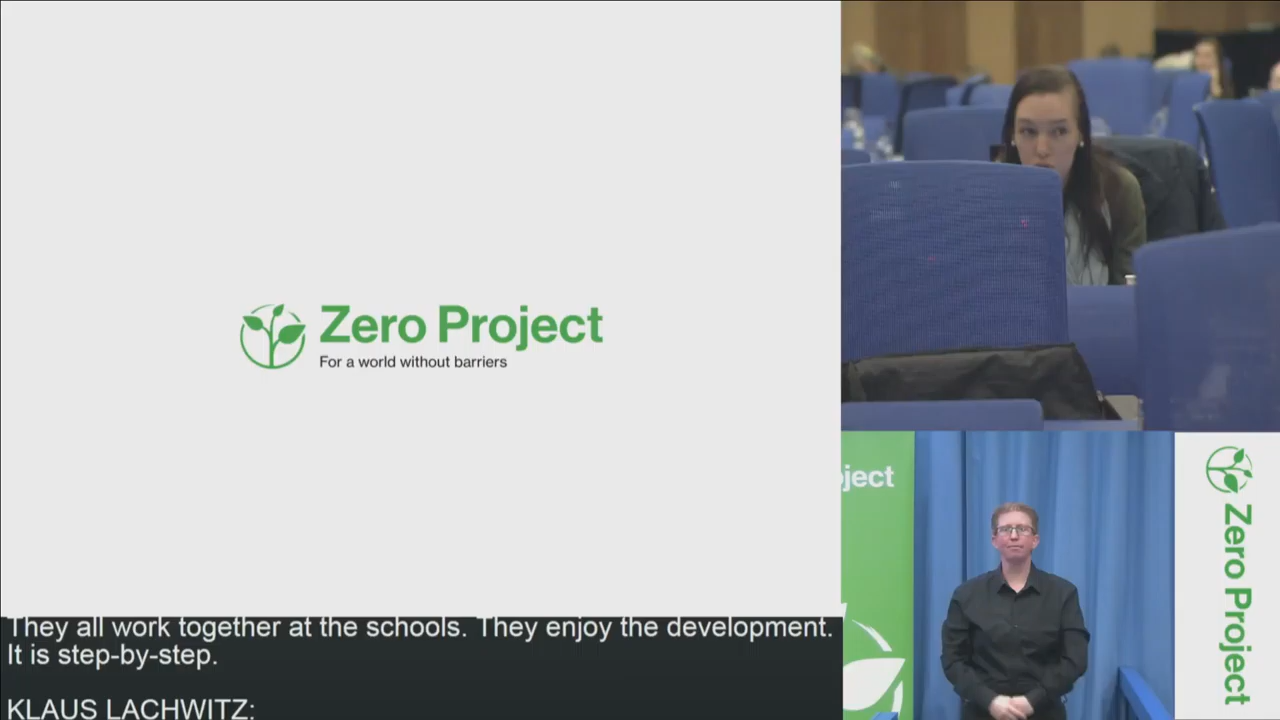 Zero Project
For a world without barriers
ject
Zero Project
They all work together at the schools. They enjoy the development.
It is step-by-step.
KLAUS LACHWITZ: